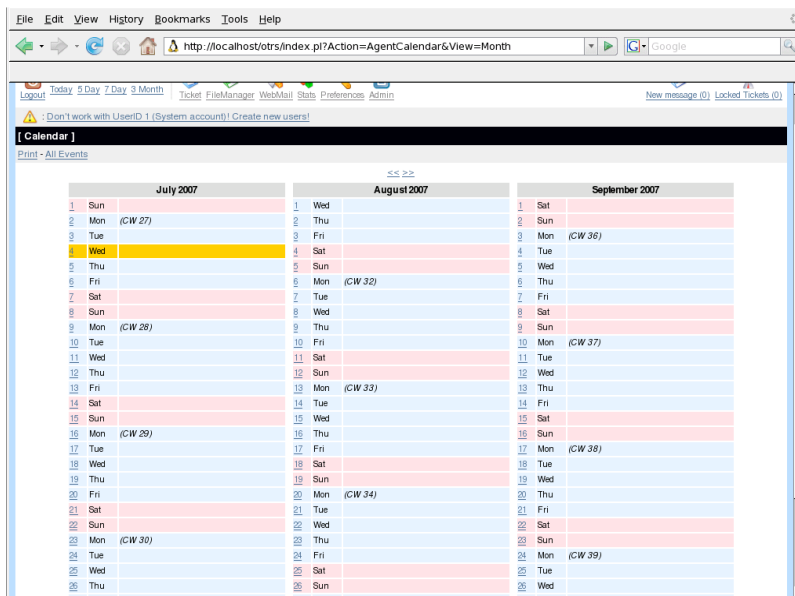 File Edit View History Bookmarks Tools Help
http://localhost/otrs/index.pl?Action=AgentCalendar&View=Month
G Google
Logout Today 5 Day 7 Day 3 Month Ticket FileManager WebMail Stats Preferences Admin New message (0) Locked Tickets (0)
: Don't work with UserID 1 (System account)! Create new users!
[ Calendar ]
Print - All Events
<< >>
July 2007 August 2007 September 2007
1 Sun 1 Wed 1 Sat
2 Mon (CW 27) 2 Thu 2 Sun
3 Tue 3 Fri 3 Mon (CW 36)
4 Wed 4 Sat 4 Tue
5 Thu 5 Sun 5 Wed
6 Fri 6 Mon (CW 32) 6 Thu
7 Sat 7 Tue 7 Fri
8 Sun 8 Wed 8 Sat
9 Mon (CW 28) 9 Thu 9 Sun
10 Tue 10 Fri 10 Mon (CW 37)
11 Wed 11 Sat 11 Tue
12 Thu 12 Sun 12 Wed
13 Fri 13 Mon (CW 33) 13 Thu
14 Sat 14 Tue 14 Fri
15 Sun 15 Wed 15 Sat
16 Mon (CW 29) 16 Thu 16 Sun
17 Tue 17 Fri 17 Mon (CW 38)
18 Wed 18 Sat 18 Tue
19 Thu 19 Sun 19 Wed
20 Fri 20 Mon (CW 34) 20 Thu
21 Sat 21 Tue 21 Fri
22 Sun 22 Wed 22 Sat
23 Mon (CW 30) 23 Thu 23 Sun
24 Tue 24 Fri 24 Mon (CW 39)
25 Wed 25 Sat 25 Tue
26 Thu 26 Sun 26 Wed